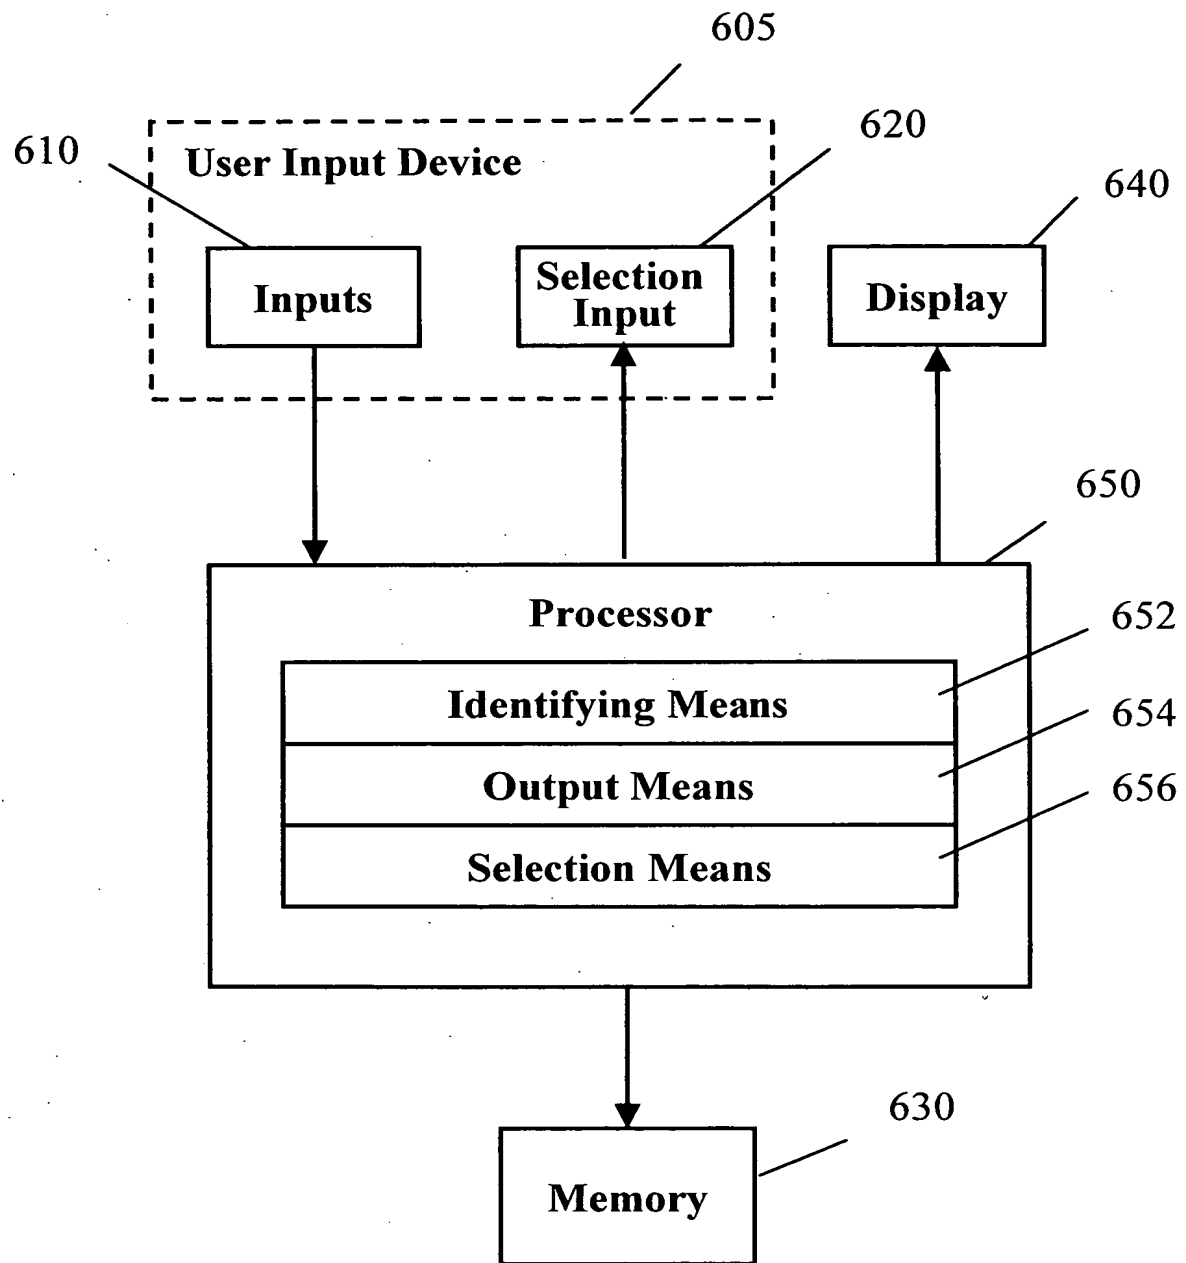 605
610
User Input Device
620
640
Inputs
Selection
Input
Display
650
Processor
652
Identifying Means
654
Output Means
656
Selection Means
630
Memory